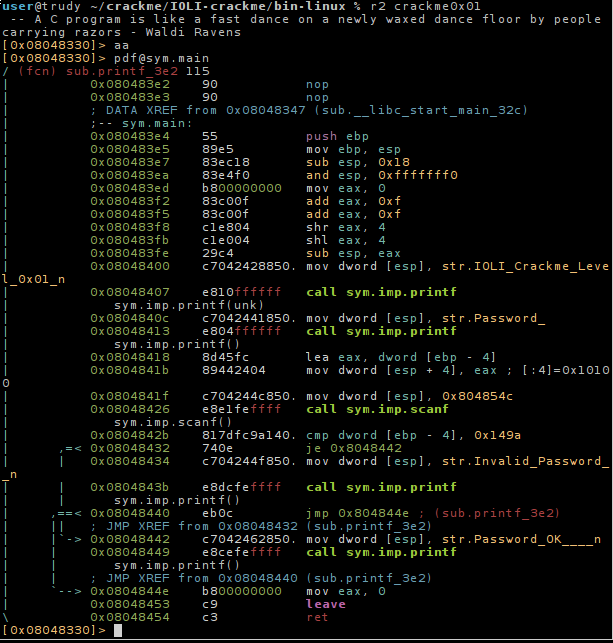 user@trudy ~/crackme/IOLI-crackme/bin-linux % r2 crackme0x01
 -- A C program is like a fast dance on a newly waxed dance floor by people
carrying razors - Waldi Ravens
[0x08048330]> aa
[0x08048330]> pdf@sym.main
/ (fcn) sub.printf_3e2 115
|          0x080483e2    90           nop
|          0x080483e3    90           nop
|          ; DATA XREF from 0x08048347 (sub.__libc_start_main_32c)
|          ;-- sym.main:
|          0x080483e4    55           push ebp
|          0x080483e5    89e5         mov ebp, esp
|          0x080483e7    83ec18       sub esp, 0x18
|          0x080483ea    83e4f0       and esp, 0xfffffff0
|          0x080483ed    b800000000   mov eax, 0
|          0x080483f2    83c00f       add eax, 0xf
|          0x080483f5    83c00f       add eax, 0xf
|          0x080483f8    c1e804       shr eax, 4
|          0x080483fb    c1e004       shl eax, 4
|          0x080483fe    29c4         sub esp, eax
|          0x08048400    c7042428850. mov dword [esp], str.IOLI_Crackme_Leve
l_0x01_n
|          0x08048407    e810ffffff   call sym.imp.printf
|             sym.imp.printf(unk)
|          0x0804840c    c7042441850. mov dword [esp], str.Password_
|          0x08048413    e804ffffff   call sym.imp.printf
|             sym.imp.printf()
|          0x08048418    8d45fc       lea eax, dword [ebp - 4]
|          0x0804841b    89442404     mov dword [esp + 4], eax ; [:4]=0x1010
0
|          0x0804841f    c704244c850. mov dword [esp], 0x804854c
|          0x08048426    e8e1feffff   call sym.imp.scanf
|             sym.imp.scanf()
|          0x0804842b    817dfc9a140. cmp dword [ebp - 4], 0x149a
|      ,=< 0x08048432    740e         je 0x8048442
|      |   0x08048434    c704244f850. mov dword [esp], str.Invalid_Password_
_n
|      |   0x0804843b    e8dcfeffff   call sym.imp.printf
|      |      sym.imp.printf()
|     ,==< 0x08048440    eb0c         jmp 0x804844e ; (sub.printf_3e2)
|     ||   ; JMP XREF from 0x08048432 (sub.printf_3e2)
|     |`-> 0x08048442    c7042462850. mov dword [esp], str.Password_OK____n
|     |    0x08048449    e8cefeffff   call sym.imp.printf
|     |       sym.imp.printf()
|     |    ; JMP XREF from 0x08048440 (sub.printf_3e2)
|     `--> 0x0804844e    b800000000   mov eax, 0
|          0x08048453    c9           leave
\          0x08048454    c3           ret
[0x08048330]>